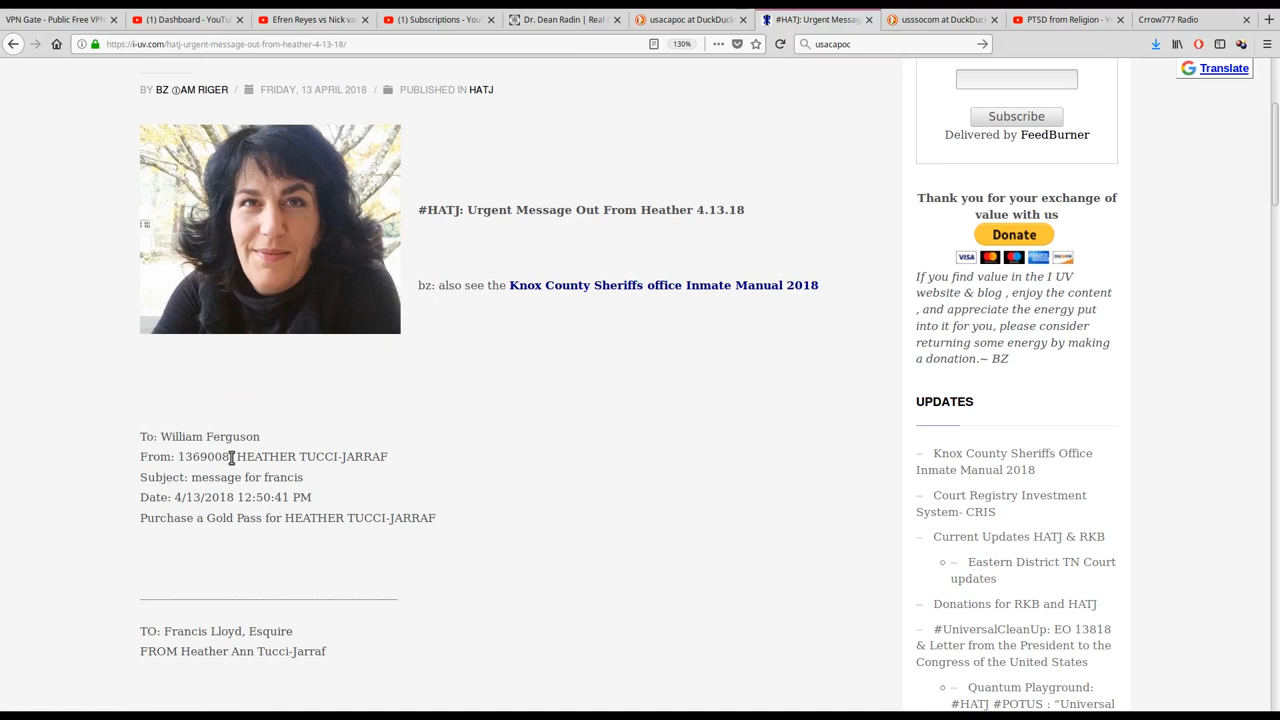 VPN Gate - Public Free VPN
(1) Dashboard - YouTu
Efren Reyes vs Nick va
(1) Subscriptions - You
Dr. Dean Radin | Real
usacapoc at DuckDuc
#HATJ: Urgent Messag
usssocom at DuckDu
PTSD from Religion - Y
Crrow777 Radio
https://i-uv.com/hatj-urgent-message-out-from-heather-4-13-18/
130%
usacapoc
Translate
BY BZ ①AM RIGER / FRIDAY, 13 APRIL 2018 / PUBLISHED IN HATJ
#HATJ: Urgent Message Out From Heather 4.13.18
bz: also see the Knox County Sheriffs office Inmate Manual 2018
To: William Ferguson
From: 1369008, HEATHER TUCCI-JARRAF
Subject: message for francis
Date: 4/13/2018 12:50:41 PM
Purchase a Gold Pass for HEATHER TUCCI-JARRAF
TO: Francis Lloyd, Esquire
FROM Heather Ann Tucci-Jarraf
Subscribe
Delivered by FeedBurner
Thank you for your exchange of
value with us
Donate
VISA
DISCOVER
If you find value in the I UV
website & blog , enjoy the content
, and appreciate the energy put
into it for you, please consider
returning some energy by making
a donation.~ BZ
UPDATES
Knox County Sheriffs Office
Inmate Manual 2018
Court Registry Investment
System- CRIS
Current Updates HATJ & RKB
Eastern District TN Court
updates
Donations for RKB and HATJ
#UniversalCleanUp: EO 13818
& Letter from the President to the
Congress of the United States
Quantum Playground:
#HATJ #POTUS : “Universal